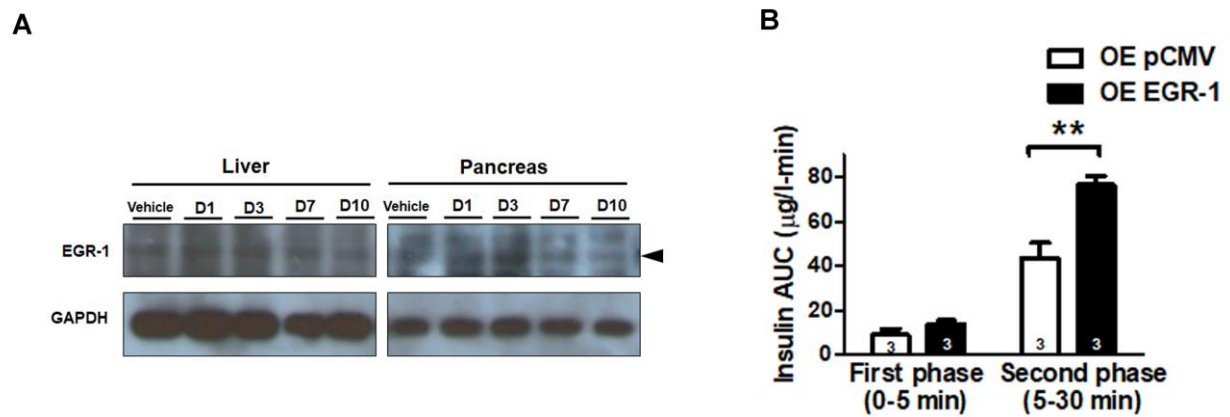 A
Liver
Pancreas
Vehicle D1 D3 D7 D10
Vehicle D1 D3 D7 D10
EGR-1
GAPDH
B
OE pCMV
OE EGR-1
**
Insulin AUC (μg/l-min)
80
60
40
20
0
3 3 3 3
First phase Second phase
(0-5 min) (5-30 min)